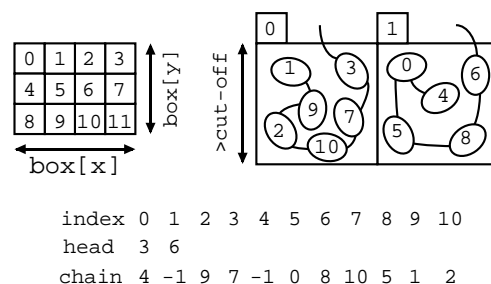 0 1 2 3
4 5 6 7
8 9 10 11
box[x]
box[y]
>cut-off
0 1
1 3 9 7 2 10
0 6 4 5 8
index 0 1 2 3 4 5 6 7 8 9 10
head 3 6
chain 4 -1 9 7 -1 0 8 10 5 1 2